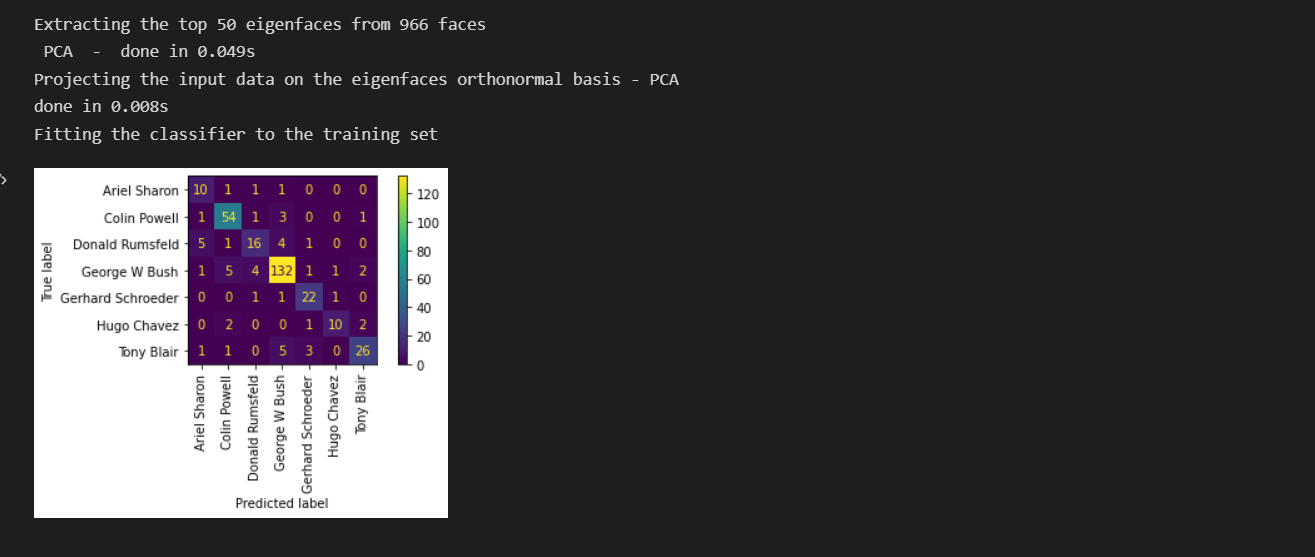 Extracting the top 50 eigenfaces from 966 faces
PCA - done in 0.049s
Projecting the input data on the eigenfaces orthonormal basis - PCA
done in 0.008s
Fitting the classifier to the training set
Ariel Sharon 10 1 1 1 0 0 0
Colin Powell 1 54 1 3 0 0 1
Donald Rumsfeld 5 1 16 4 1 0 0
George W Bush 1 5 4 132 1 1 2
Gerhard Schroeder 0 0 1 1 22 1 0
Hugo Chavez 0 2 0 0 1 10 2
Tony Blair 1 1 0 5 3 0 26
True label
120
100
80
60
40
20
0
Ariel Sharon
Colin Powell
Donald Rumsfeld
George W Bush
Gerhard Schroeder
Hugo Chavez
Tony Blair
Predicted label